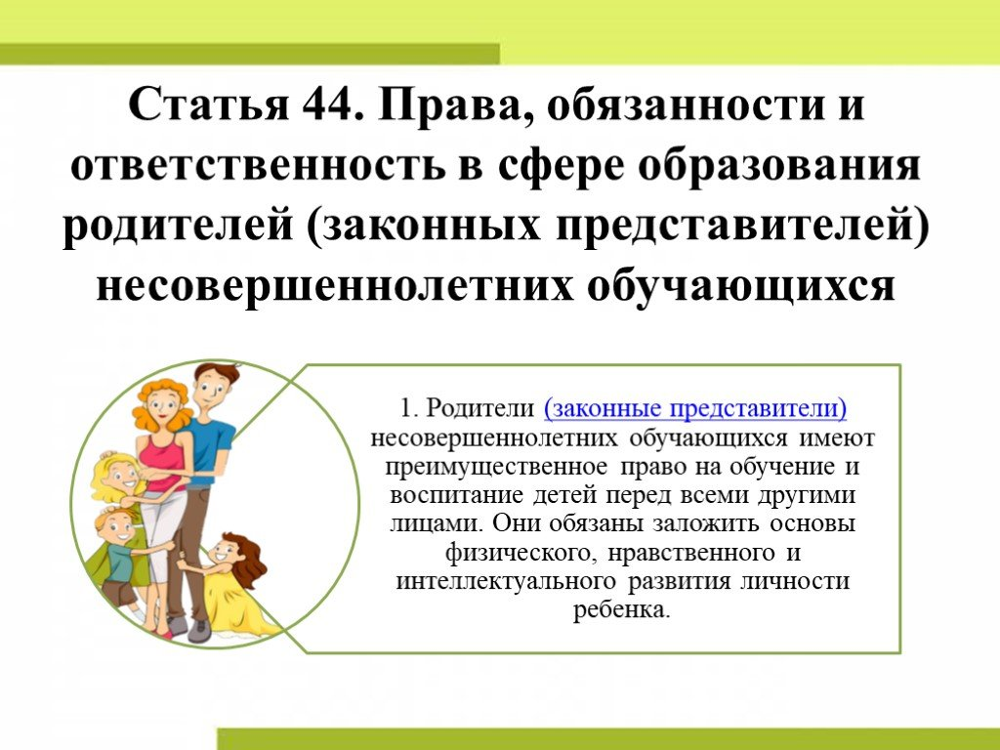 Статья 44. Права, обязанности и
ответственность в сфере образования
родителей (законных представителей)
несовершеннолетних обучающихся
1. Родители (законные представители)
несовершеннолетних обучающихся имеют
преимущественное право на обучение и
воспитание детей перед всеми другими
лицами. Они обязаны заложить основы
физического, нравственного и
интеллектуального развития личности
ребенка.